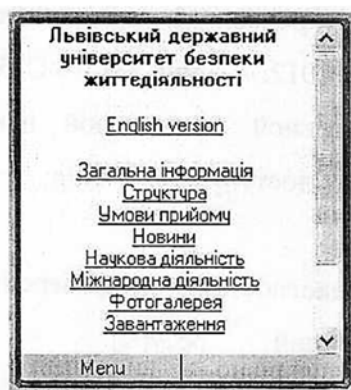 Львівський державний
університет безпеки
життєдіяльності
English version
Загальна інформація
Структура
Умови прийому
Новини
Наукова діяльність
Міжнародна діяльність
Фотогалерея
Завантаження
Menu